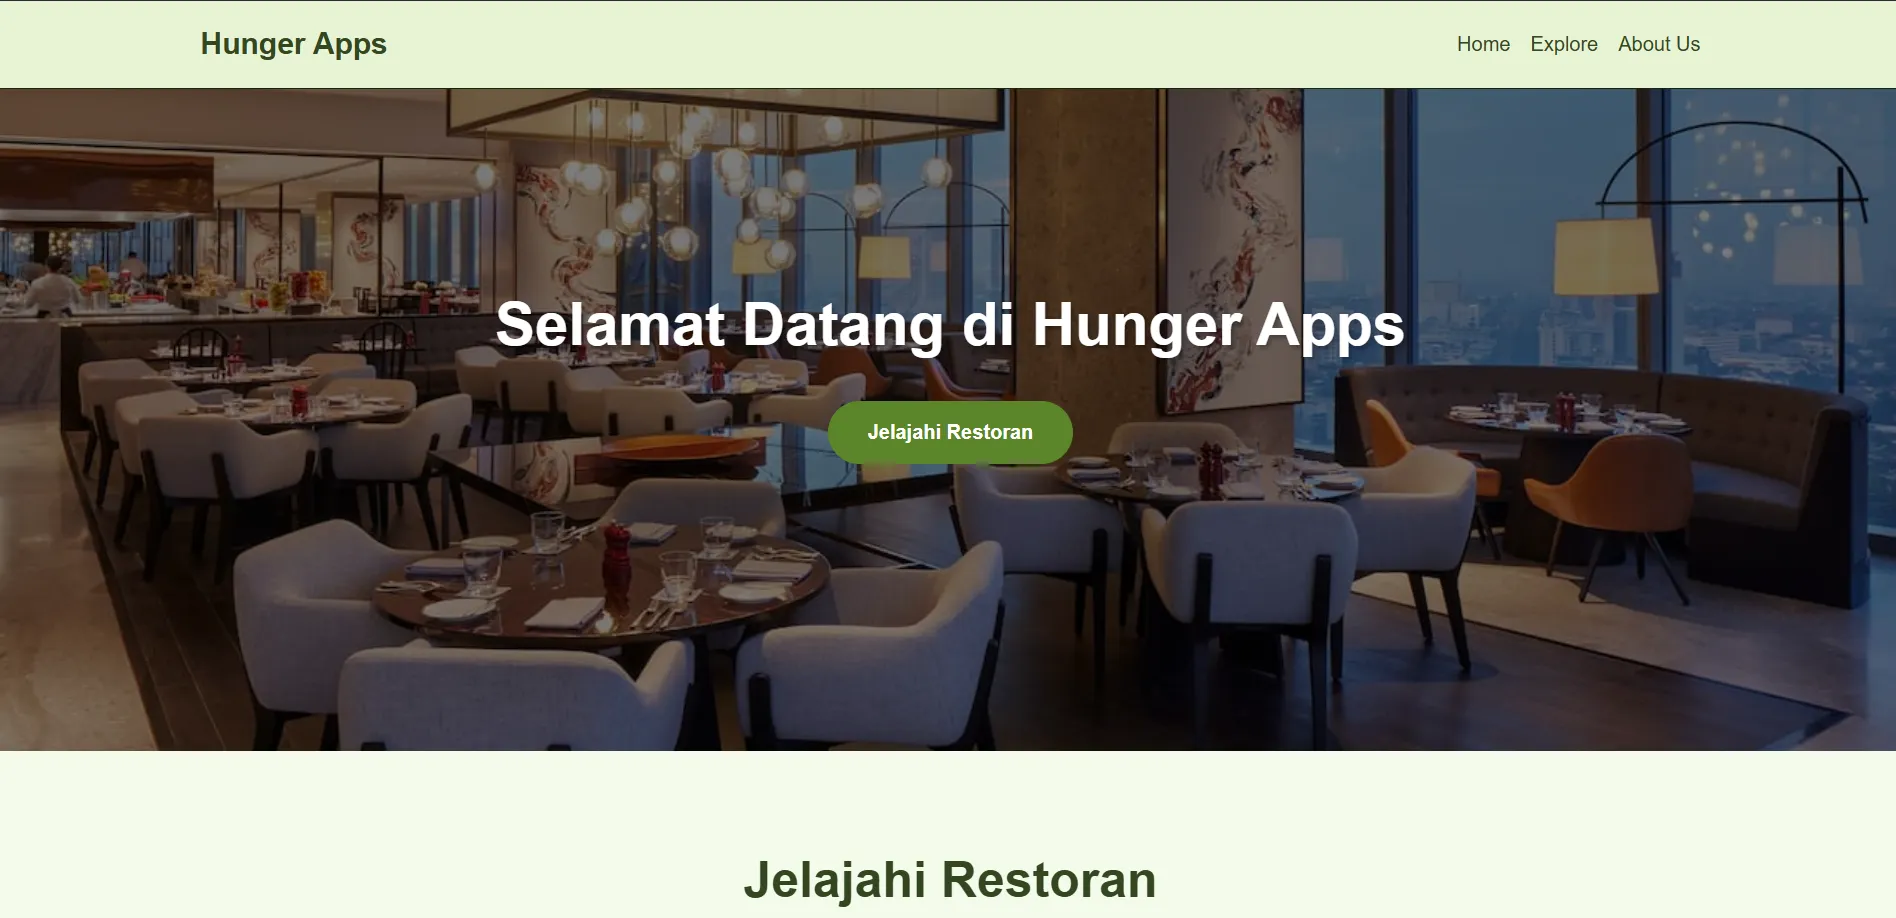 Hunger Apps
Home Explore About Us
Selamat Datang di Hunger Apps
Jelajahi Restoran
Jelajahi Restoran